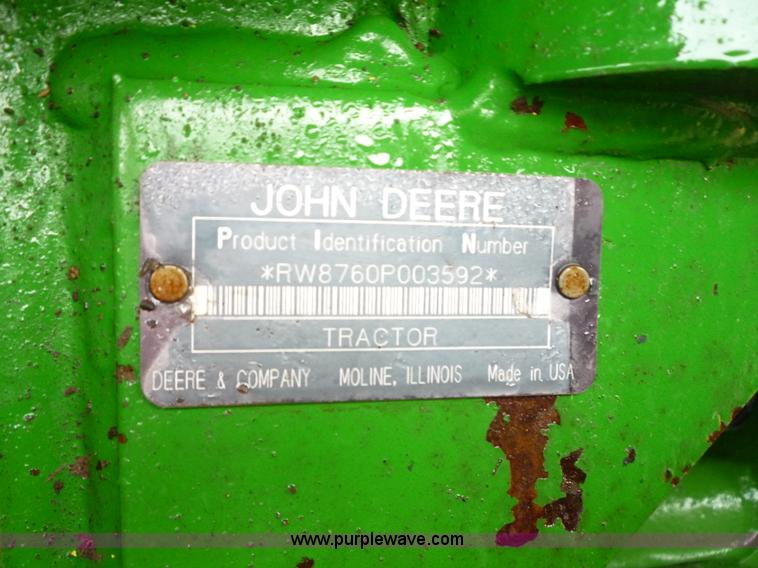 JOHN DEERE
Product Identification Number
*RW8760P003592*
TRACTOR
DEERE & COMPANY MOLINE, ILLINOIS Made in USA
www.purplewave.com